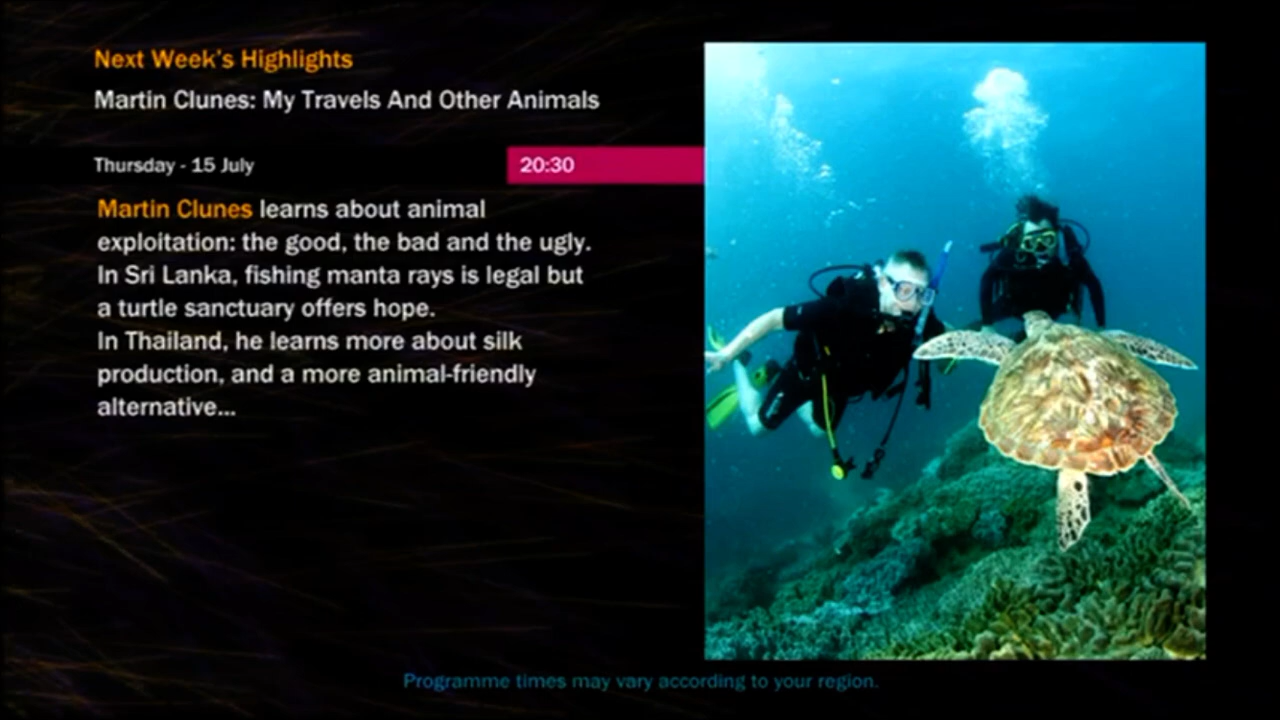 Next Week's Highlights
Martin Clunes: My Travels And Other Animals
Thursday - 15 July
20:30
Martin Clunes learns about animal
exploitation: the good, the bad and the ugly.
In Sri Lanka, fishing manta rays is legal but
a turtle sanctuary offers hope.
In Thailand, he learns more about silk
production, and a more animal-friendly
alternative...
Programme times may vary according to your region.